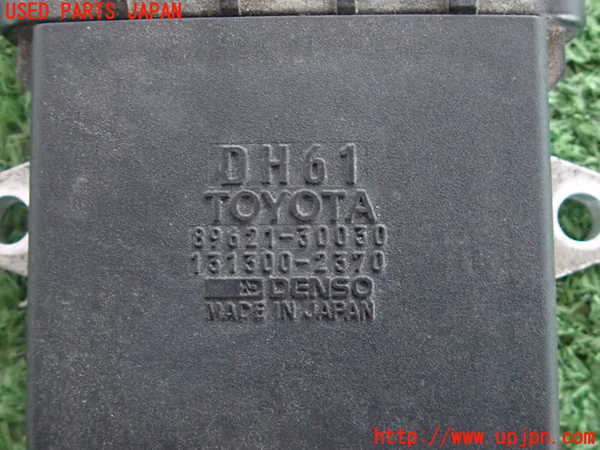 USED PARTS JAPAN
DH61
TOYOTA
89621-30030
131300-2370
DENSO
MADE IN JAPAN
http://www.upjpn.com/